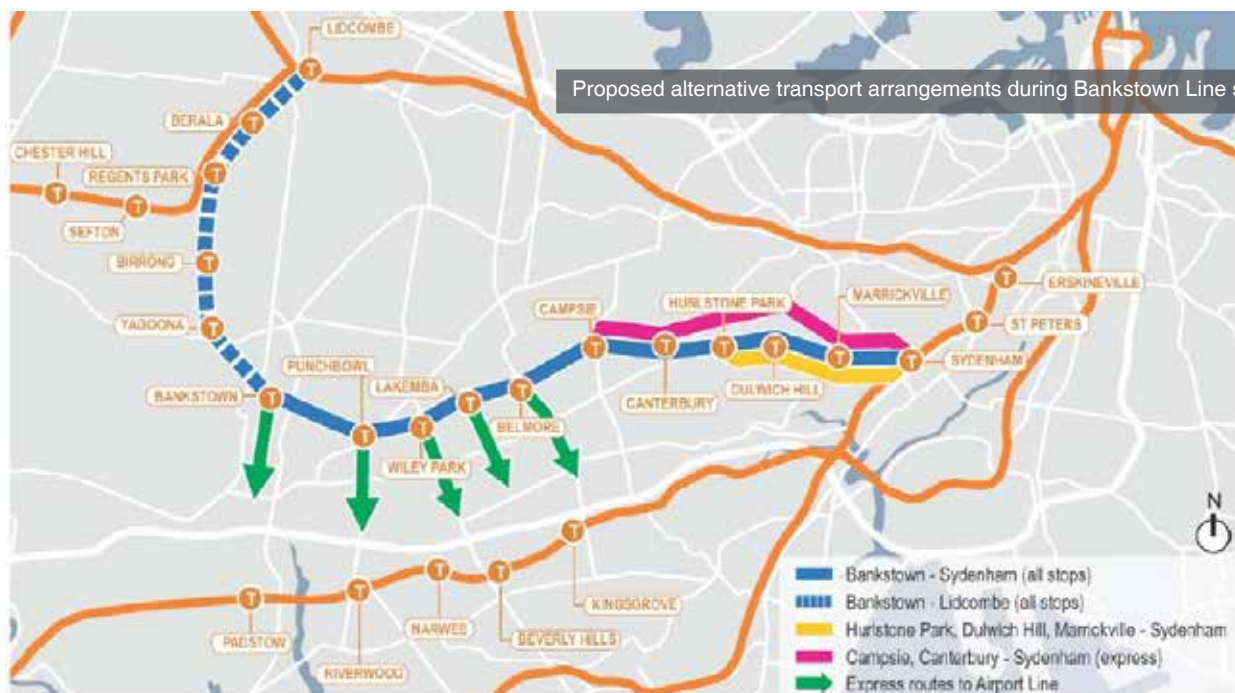 LIDCOMBE
Proposed alternative transport arrangements during Bankstown Line s
BERALA
CHESTER HILL
REGENTS PARK
SEFTON
BIRRONG
YAGOONA
BANKSTOWN
PUNCHBOWL
LAKEMBA
WILEY PARK
BELMORE
CAMPSIE
CANTERBURY
HURLSTONE PARK
DULWICH HILL
MARRICKVILLE
SYDENHAM
ST PETERS
ERSKINEVILLE
PADSTOW
RIVERWOOD
NARWEE
BEVERLY HILLS
KINGSGROVE
N
Bankstown - Sydenham (all stops)
Bankstown - Lidcombe (all stops)
Hurlstone Park, Dulwich Hill, Marrickville - Sydenham
Campsie, Canterbury - Sydenham (express)
Express routes to Airport Line